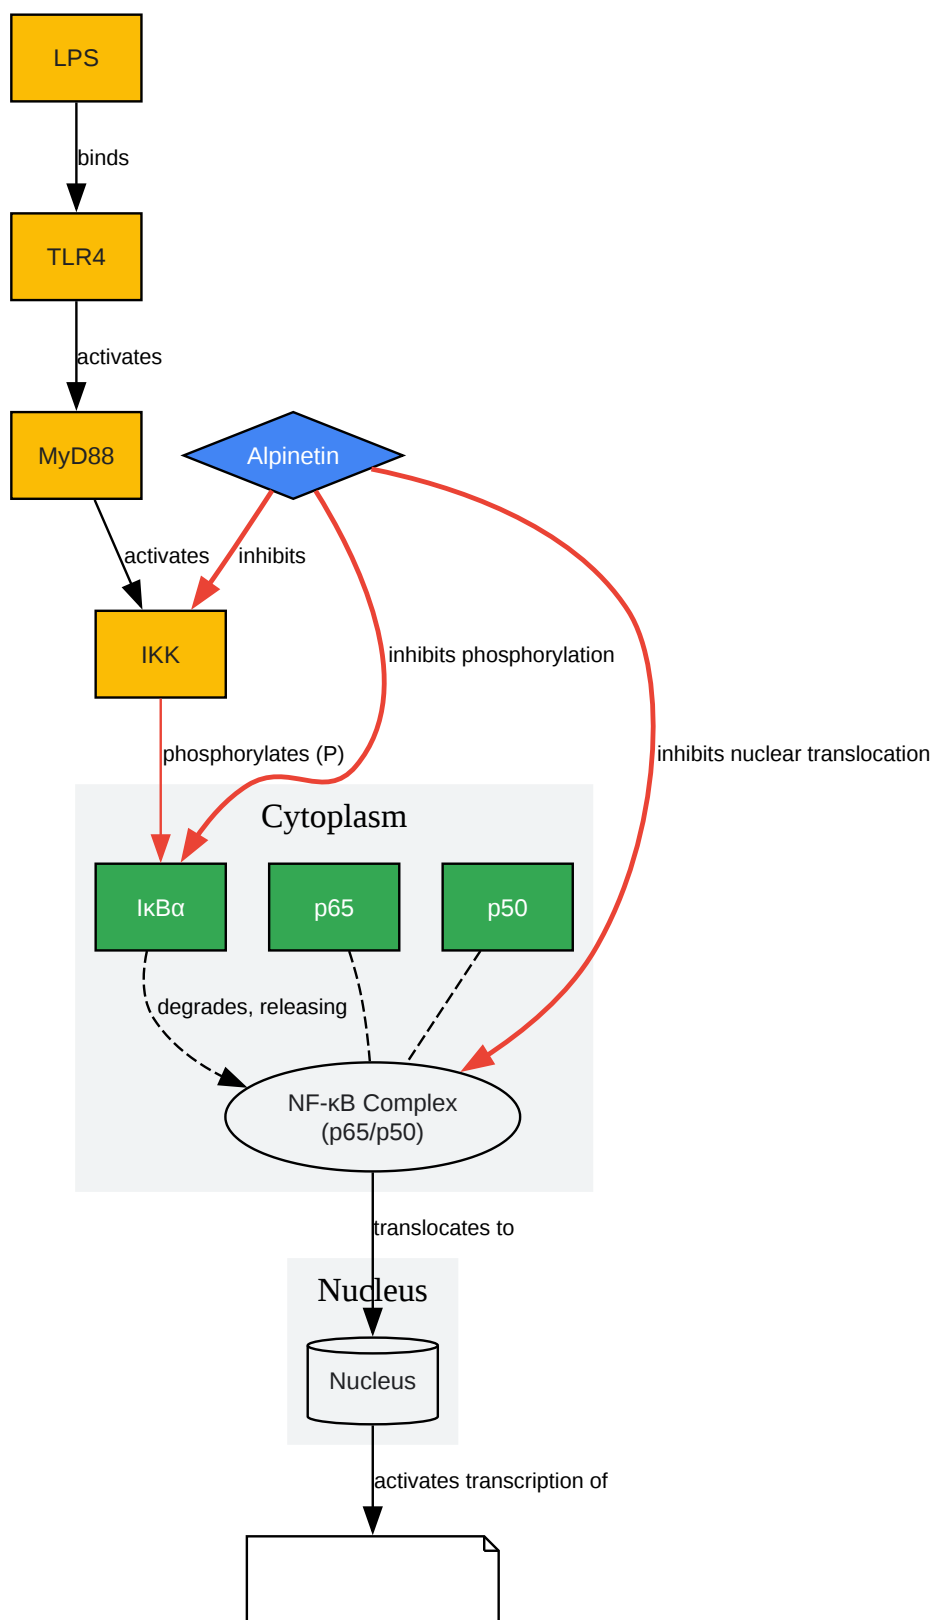 LPS
binds
TLR4
activates
MyD88
Alpinetin
activates
inhibits
IKK
inhibits phosphorylation
phosphorylates (P)
inhibits nuclear translocation
Cytoplasm
IκBα
p65
p50
degrades, releasing
NF-κB Complex
(p65/p50)
translocates to
Nucleus
Nucleus
activates transcription of